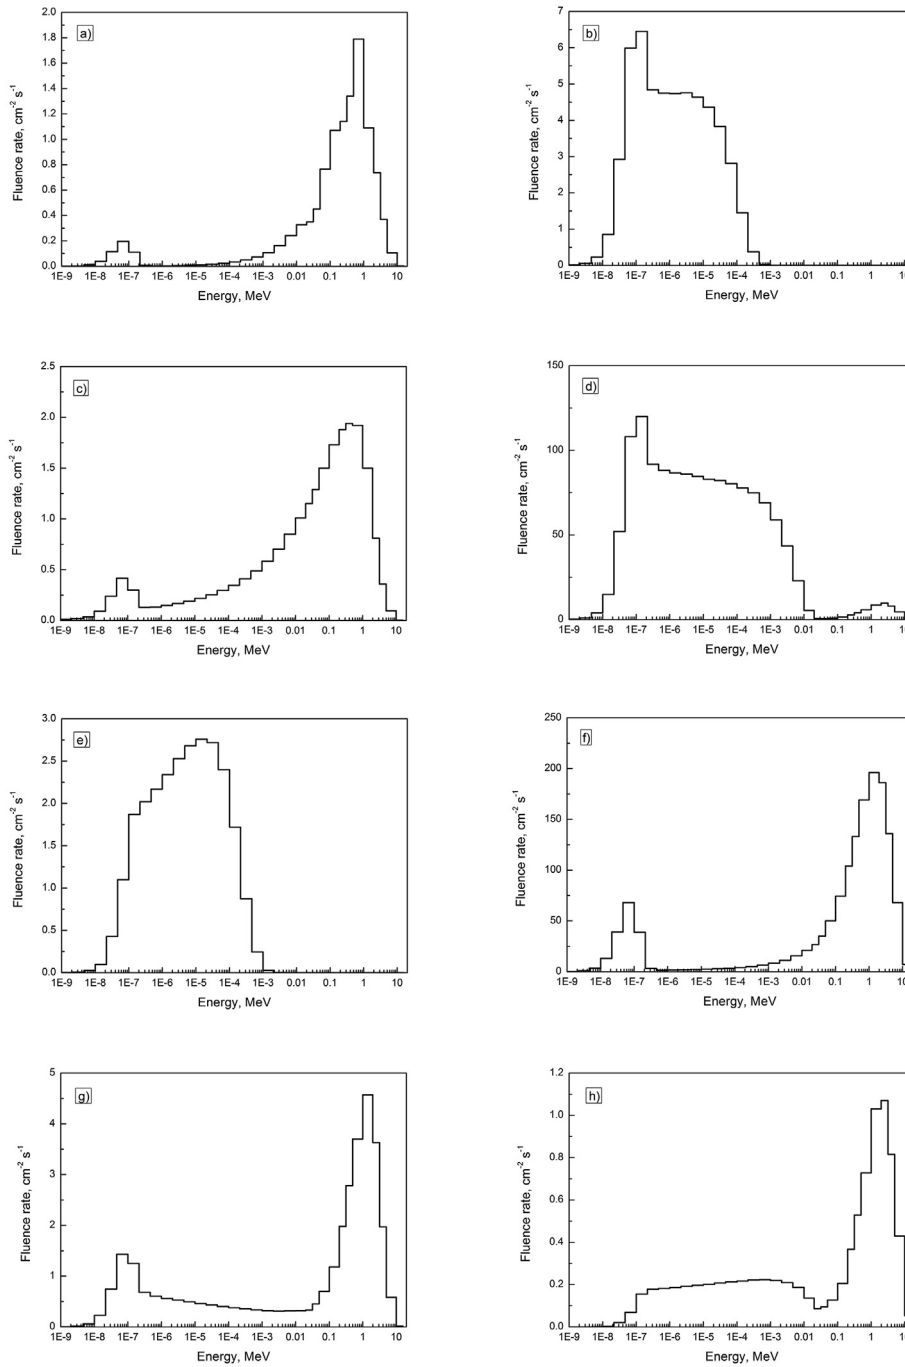 a)
Fluence rate, cm-2 s-1
2.0
1.8
1.6
1.4
1.2
1.0
0.8
0.6
0.4
0.2
0.0
1E-9 1E-8 1E-7 1E-6 1E-5 1E-4 1E-3 0.01 0.1 1 10
Energy, MeV
b)
Fluence rate, cm-2 s-1
7
6
5
4
3
2
1
0
1E-9 1E-8 1E-7 1E-6 1E-5 1E-4 1E-3 0.01 0.1 1 10
Energy, MeV
c)
Fluence rate, cm-2 s-1
2.5
2.0
1.5
1.0
0.5
0.0
1E-9 1E-8 1E-7 1E-6 1E-5 1E-4 1E-3 0.01 0.1 1 10
Energy, MeV
d)
Fluence rate, cm-2 s-1
150
100
50
0
1E-9 1E-8 1E-7 1E-6 1E-5 1E-4 1E-3 0.01 0.1 1 10
Energy, MeV
e)
Fluence rate, cm-2 s-1
3.0
2.5
2.0
1.5
1.0
0.5
0.0
1E-9 1E-8 1E-7 1E-6 1E-5 1E-4 1E-3 0.01 0.1 1 10
Energy, MeV
f)
Fluence rate, cm-2 s-1
250
200
150
100
50
0
1E-9 1E-8 1E-7 1E-6 1E-5 1E-4 1E-3 0.01 0.1 1 10
Energy, MeV
g)
Fluence rate, cm-2 s-1
5
4
3
2
1
0
1E-9 1E-8 1E-7 1E-6 1E-5 1E-4 1E-3 0.01 0.1 1 10
Energy, MeV
h)
Fluence rate, cm-2 s-1
1.2
1.0
0.8
0.6
0.4
0.2
0.0
1E-9 1E-8 1E-7 1E-6 1E-5 1E-4 1E-3 0.01 0.1 1 10
Energy, MeV